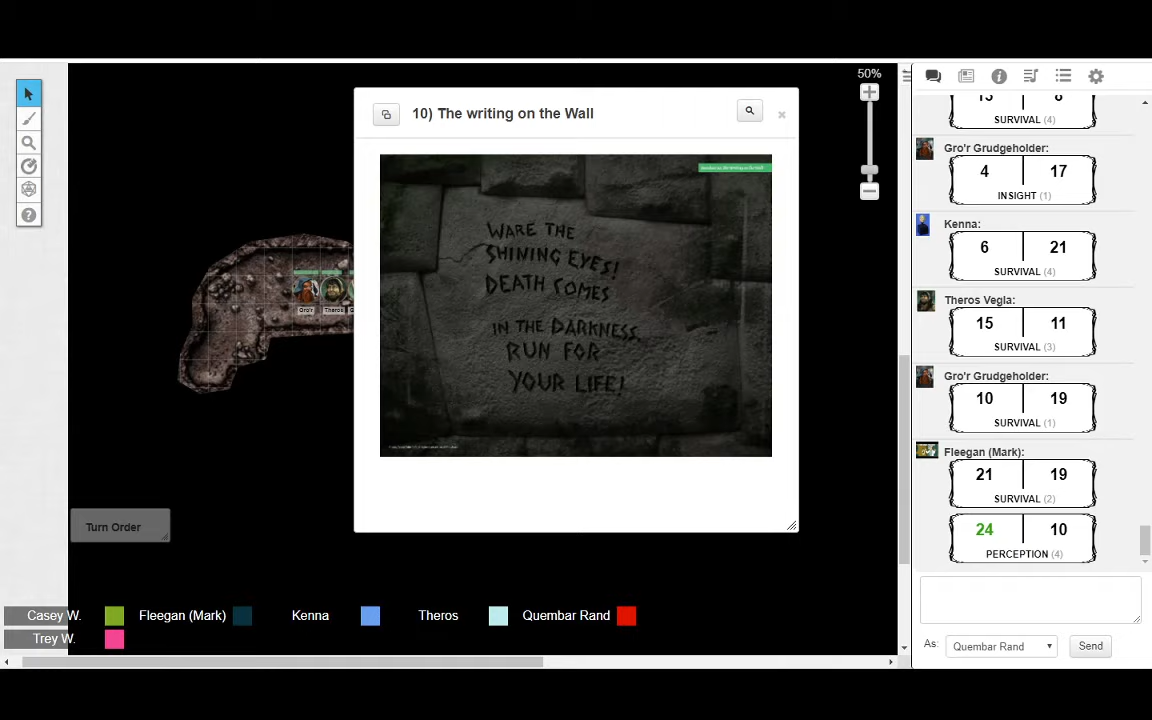 50%
10) The writing on the Wall
×
WARE THE
SHINING EYES!
DEATH COMES
IN THE DARKNESS,
RUN FOR
YOUR LIFE!
Gro'r
Theros
Turn Order
Casey W.
Fleegan (Mark)
Kenna
Theros
Quembar Rand
Trey W.
8
SURVIVAL (4)
Gro'r Grudgeholder:
4 17
INSIGHT (1)
Kenna:
6 21
SURVIVAL (4)
Theros Vegla:
15 11
SURVIVAL (3)
Gro'r Grudgeholder:
10 19
SURVIVAL (1)
Fleegan (Mark):
21 19
SURVIVAL (2)
24 10
PERCEPTION (4)
As:
Quembar Rand
Send